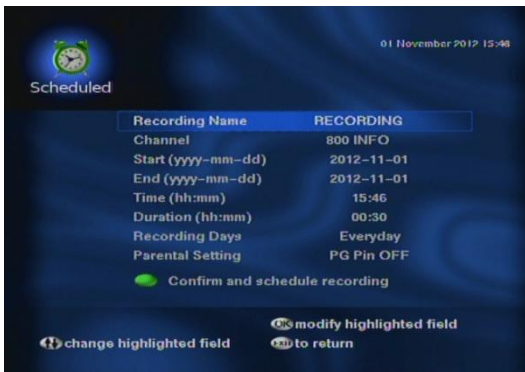 01 November 2012 15:46
Scheduled
Recording Name RECORDING
Channel 800 INFO
Start (yyyy-mm-dd) 2012-11-01
End (yyyy-mm-dd) 2012-11-01
Time (hh:mm) 15:46
Duration (hh:mm) 00:30
Recording Days Everyday
Parental Setting PG Pin OFF
Confirm and schedule recording
OK modify highlighted field
change highlighted field
EXIT to return